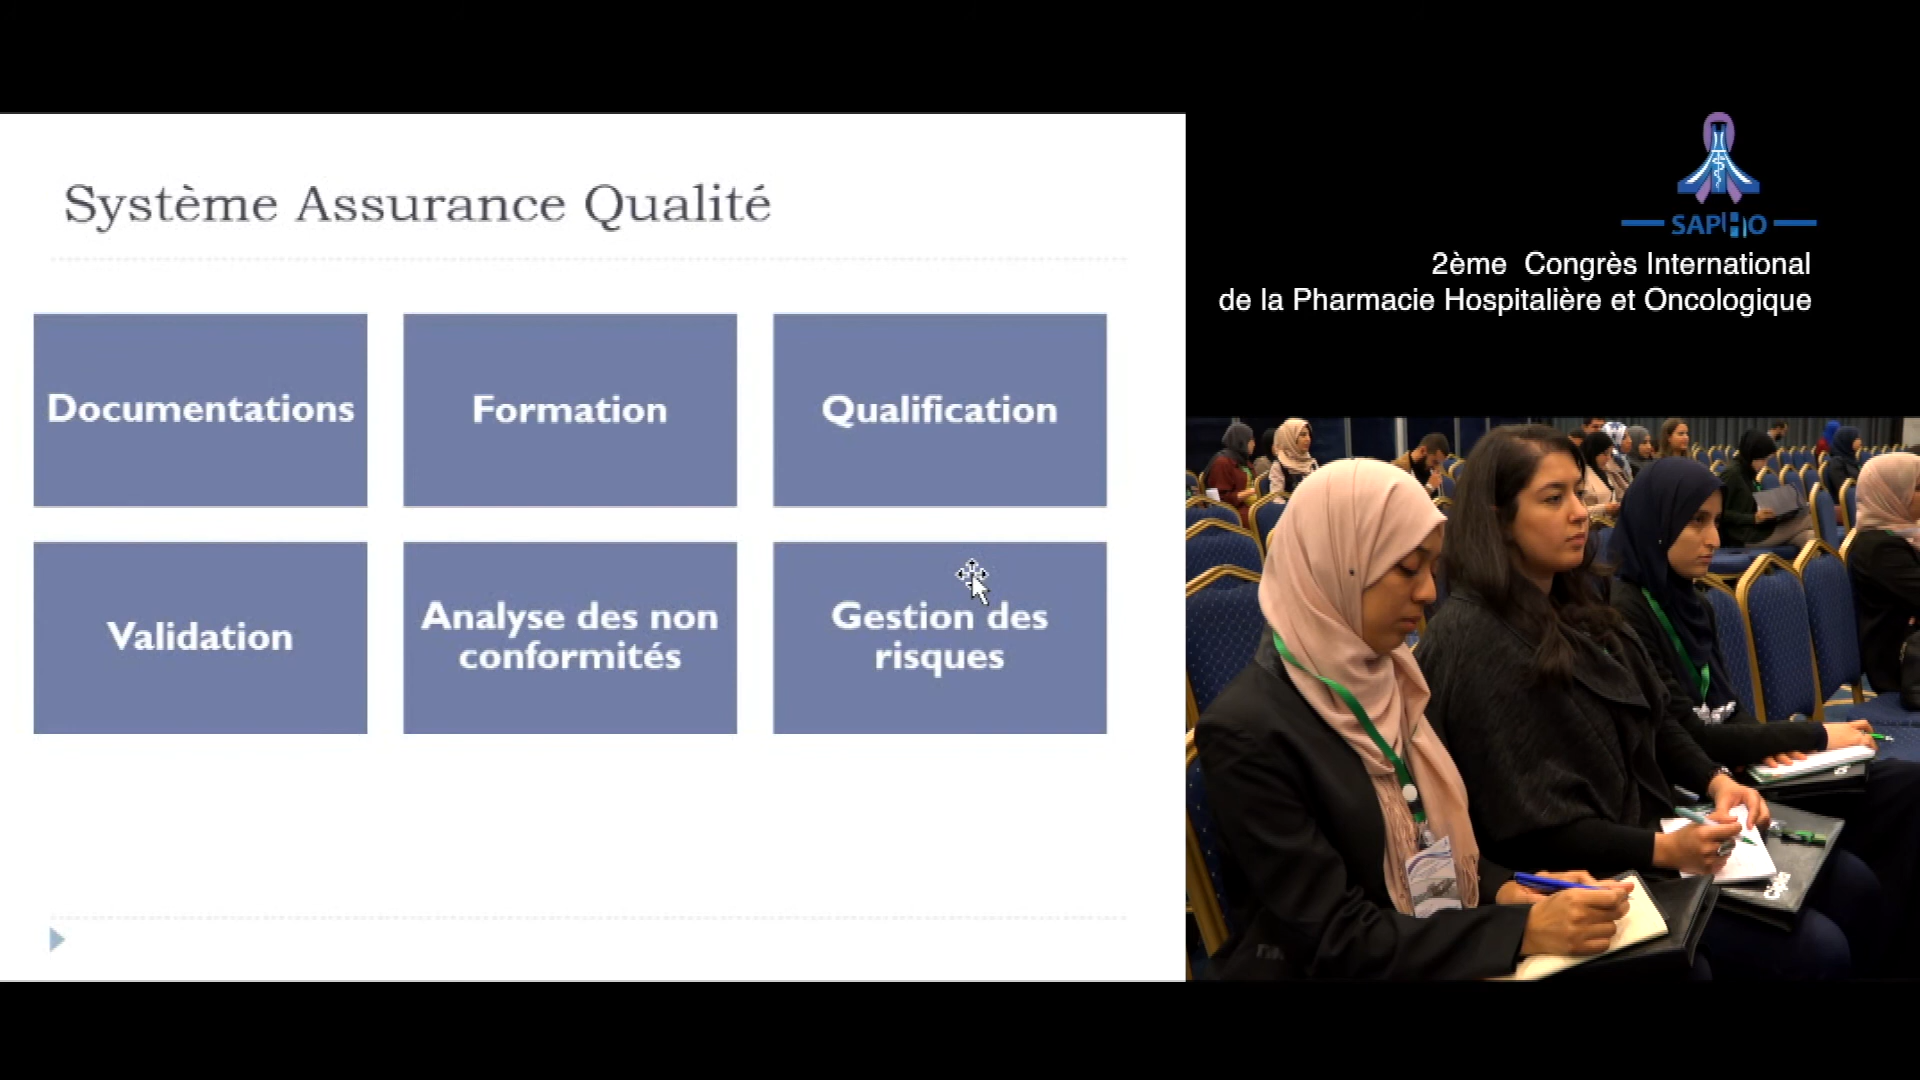 Système Assurance Qualité
Documentations
Formation
Qualification
Validation
Analyse des non
conformités
Gestion des
risques
SAPHO
2ème Congrès International
de la Pharmacie Hospitalière et Oncologique